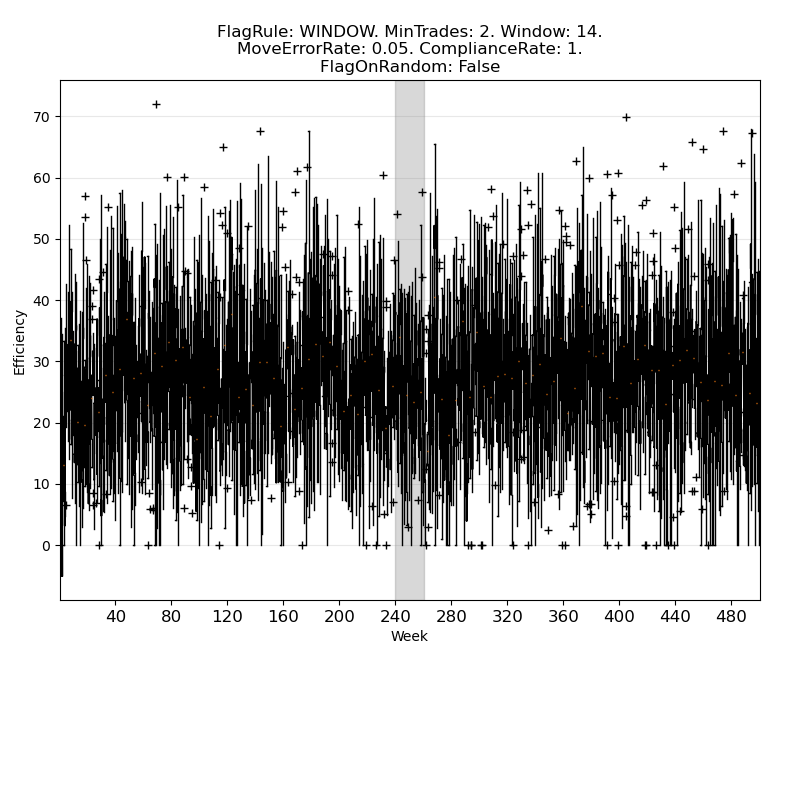 FlagRule: WINDOW. MinTrades: 2. Window: 14.
MoveErrorRate: 0.05. ComplianceRate: 1.
FlagOnRandom: False
70
60
50
40
30
20
10
0
Efficiency
40 80 120 160 200 240 280 320 360 400 440 480
Week